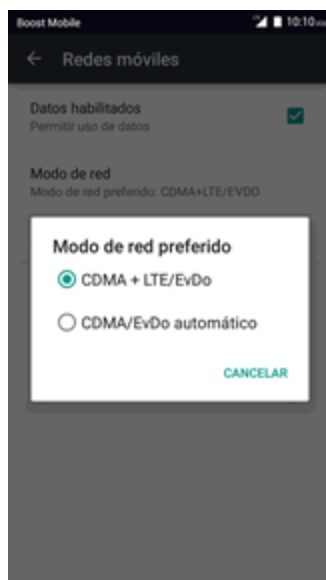 Boost Mobile 10:10
Redes móviles
Datos habilitados
Permitir uso de datos
Modo de red
Modo de red preferido: CDMA+LTE/EVDO
Modo de red preferido
CDMA + LTE/EvDo
CDMA/EvDo automático
CANCELAR